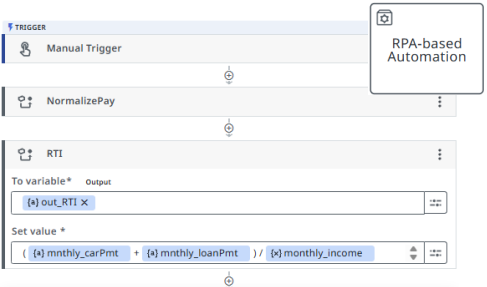 TRIGGER
Manual Trigger
RPA-based
Automation
NormalizePay
RTI
To variable* Output
{a} out_RTI ×
Set value *
( {a} mnthly_carPmt + {a} mnthly_loanPmt ) / {x} monthly_income